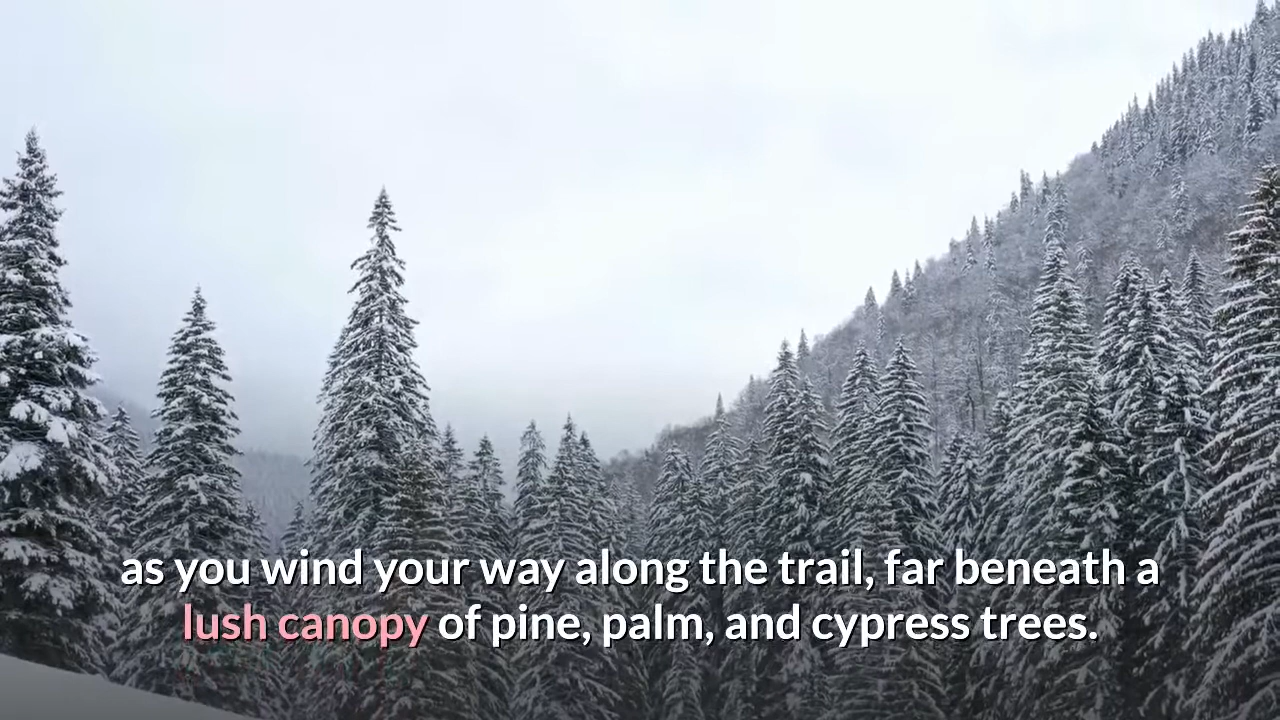 as you wind your way along the trail, far beneath a
lush canopy of pine, palm, and cypress trees.